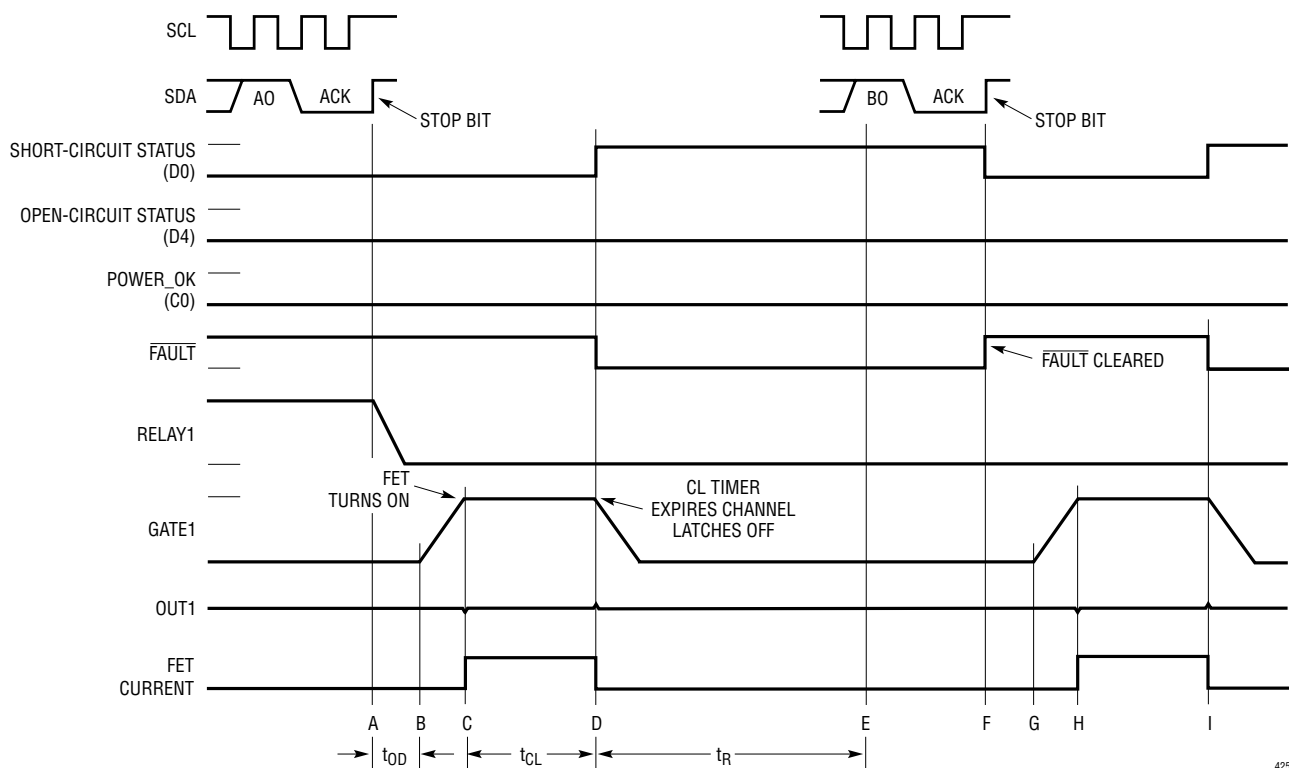 SCL
SDA
AO
ACK
STOP BIT
BO
ACK
STOP BIT
SHORT-CIRCUIT STATUS
(D0)
OPEN-CIRCUIT STATUS
(D4)
POWER_OK
(C0)
FAULT
FAULT CLEARED
RELAY1
FET
TURNS ON
CL TIMER
EXPIRES CHANNEL
LATCHES OFF
GATE1
OUT1
FET
CURRENT
A B C D E F G H I
tOD tCL tR
425